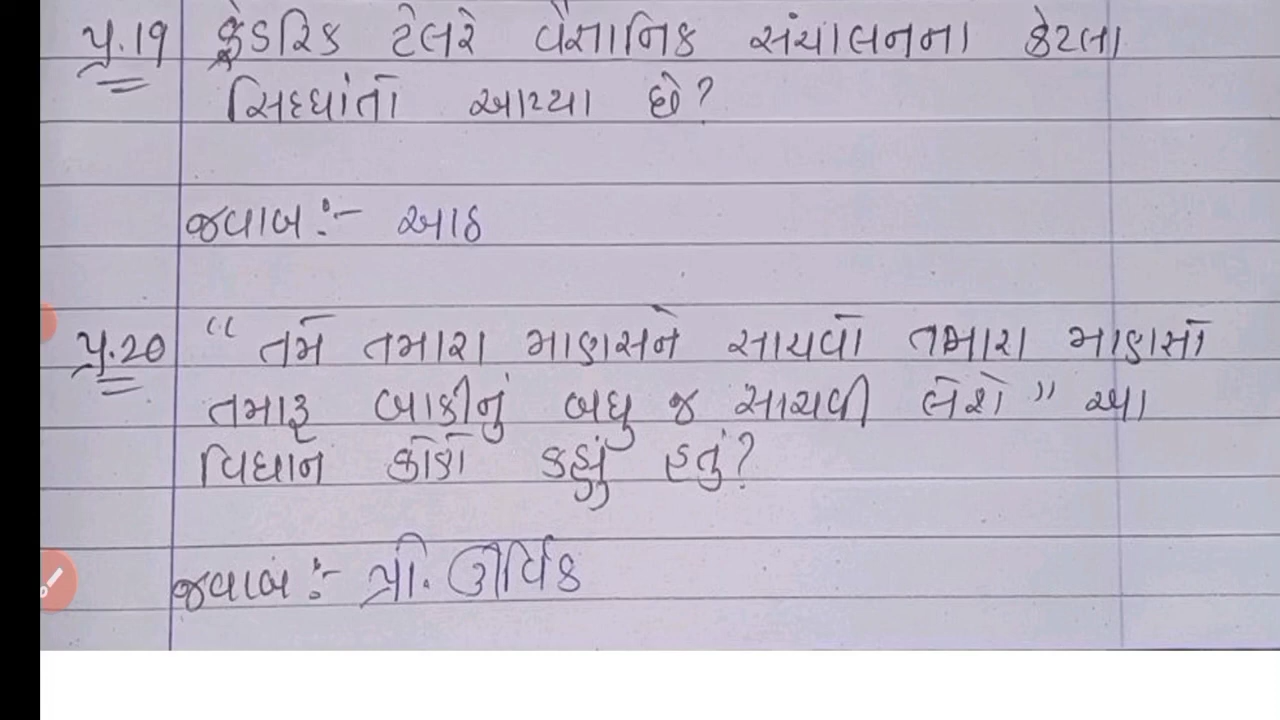 પ્ર.19 ફ્રેડરિક ટેલરે વૈજ્ઞાનિક સંચાલનના કેટલા
સિદ્ધાંતો આપ્યા છે?
જવાબ :- આઠ
પ્ર.20 "તમે તમારા માણસને સાચવો તમારા માણસો
તમારૂ બાકીનું બધુ જ સાચવી લેશે" આ
વિધાન કોણે કહ્યું હતું?
જવાબ :- પ્રો. ઊર્વિક